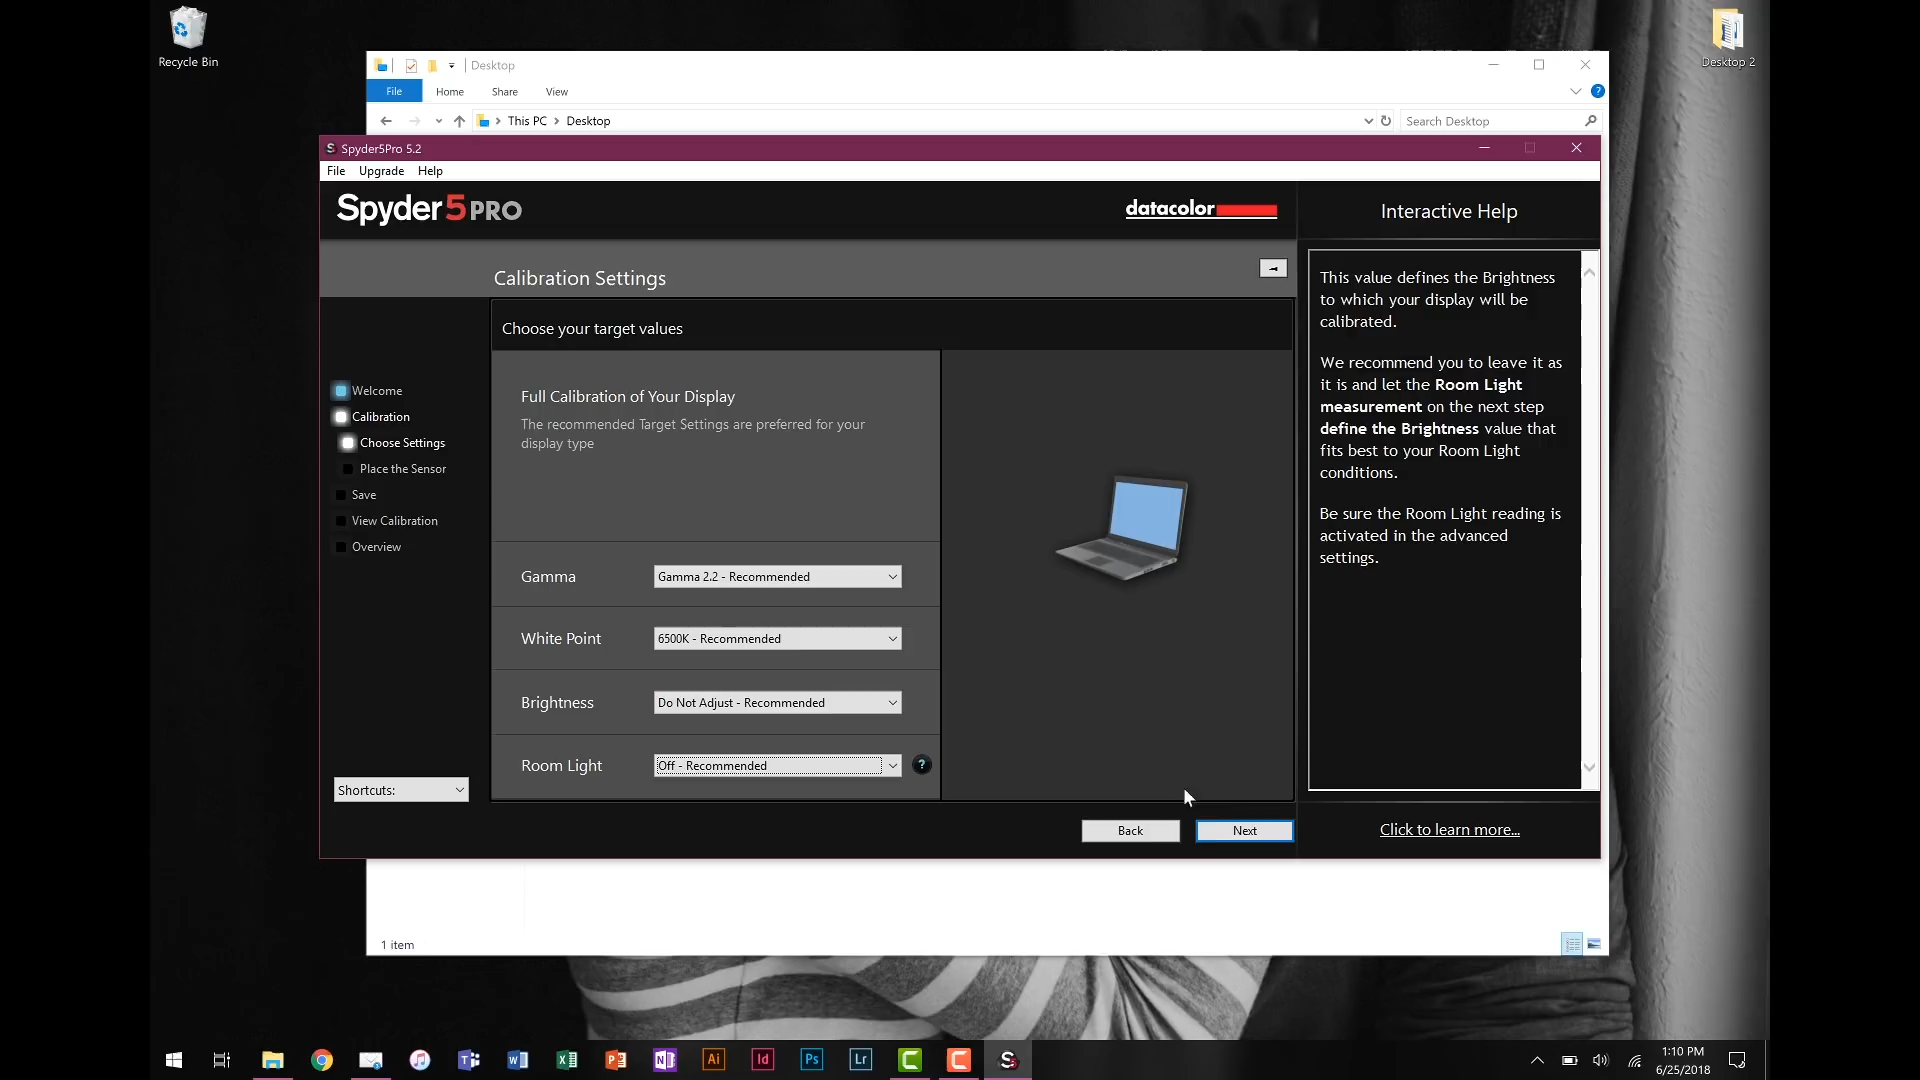 Recycle Bin
Desktop 2
Desktop
File Home Share View
This PC Desktop
Search Desktop
Spyder5Pro 5.2
File Upgrade Help
Spyder5PRO
datacolor
Interactive Help
Calibration Settings
Choose your target values
Full Calibration of Your Display
The recommended Target Settings are preferred for your
display type
Welcome
Calibration
Choose Settings
Place the Sensor
Save
View Calibration
Overview
Gamma Gamma 2.2 - Recommended
White Point 6500K - Recommended
Brightness Do Not Adjust - Recommended
Room Light Off - Recommended ?
Shortcuts:
Back Next
This value defines the Brightness
to which your display will be
calibrated.
We recommend you to leave it as
it is and let the Room Light
measurement on the next step
define the Brightness value that
fits best to your Room Light
conditions.
Be sure the Room Light reading is
activated in the advanced
settings.
Click to learn more...
1 item
Ai Id Ps Lr
1:10 PM
6/25/2018